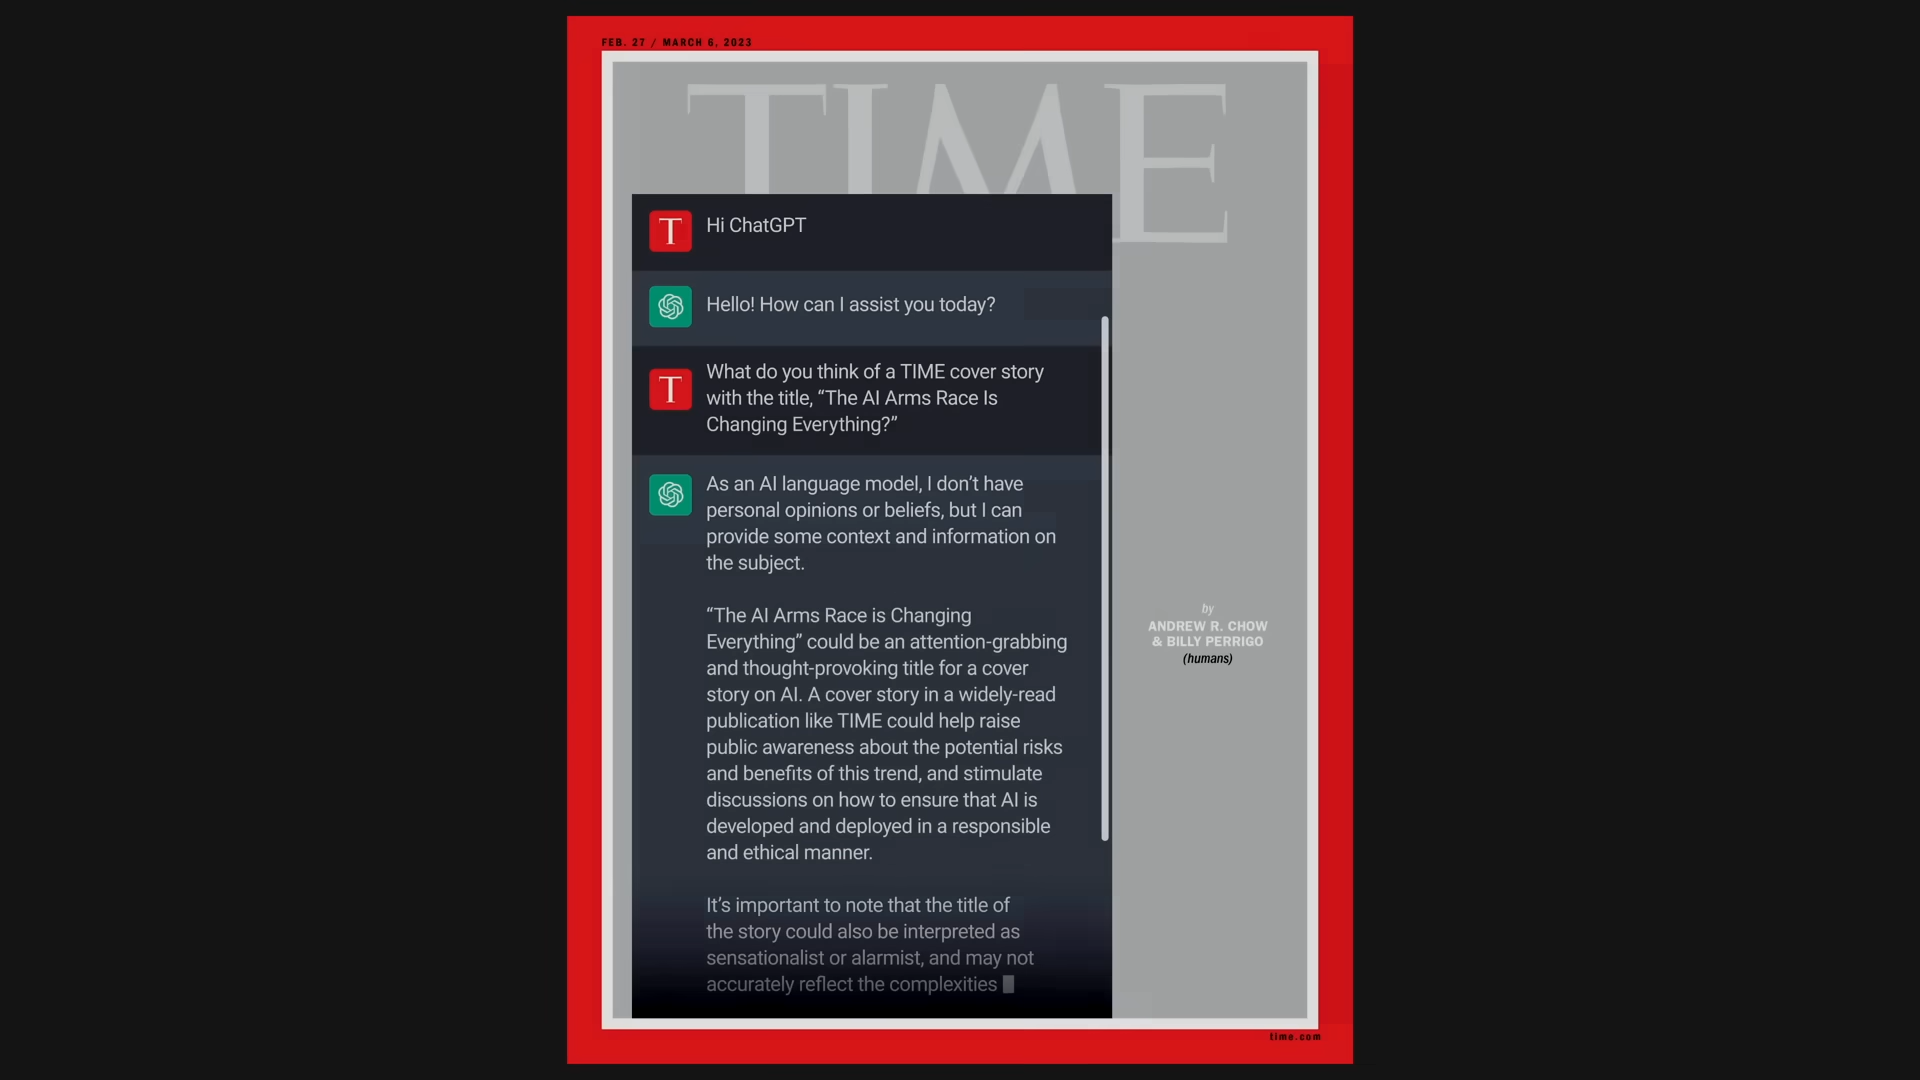 FEB. 27 / MARCH 6, 2023
TIME
T
Hi ChatGPT
Hello! How can I assist you today?
T
What do you think of a TIME cover story
with the title, “The AI Arms Race Is
Changing Everything?”
As an AI language model, I don’t have
personal opinions or beliefs, but I can
provide some context and information on
the subject.
“The AI Arms Race is Changing
Everything” could be an attention-grabbing
and thought-provoking title for a cover
story on AI. A cover story in a widely-read
publication like TIME could help raise
public awareness about the potential risks
and benefits of this trend, and stimulate
discussions on how to ensure that AI is
developed and deployed in a responsible
and ethical manner.
It’s important to note that the title of
the story could also be interpreted as
sensationalist or alarmist, and may not
accurately reflect the complexities
by
ANDREW R. CHOW
& BILLY PERRIGO
(humans)
time.com